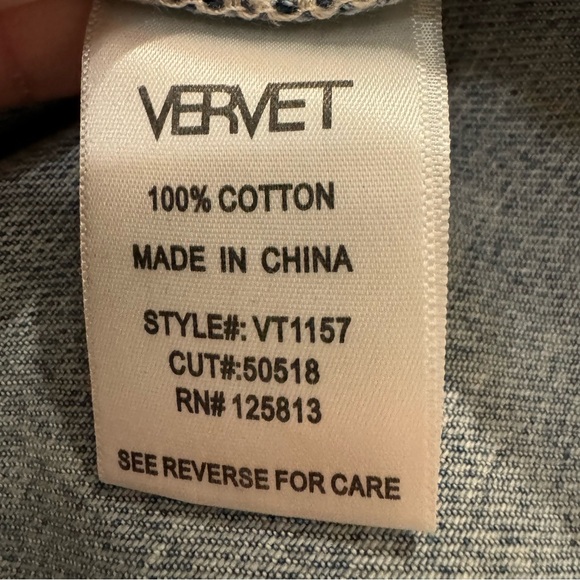 VERVET
100% COTTON
MADE IN CHINA
STYLE#: VT1157
CUT#:50518
RN# 125813
SEE REVERSE FOR CARE